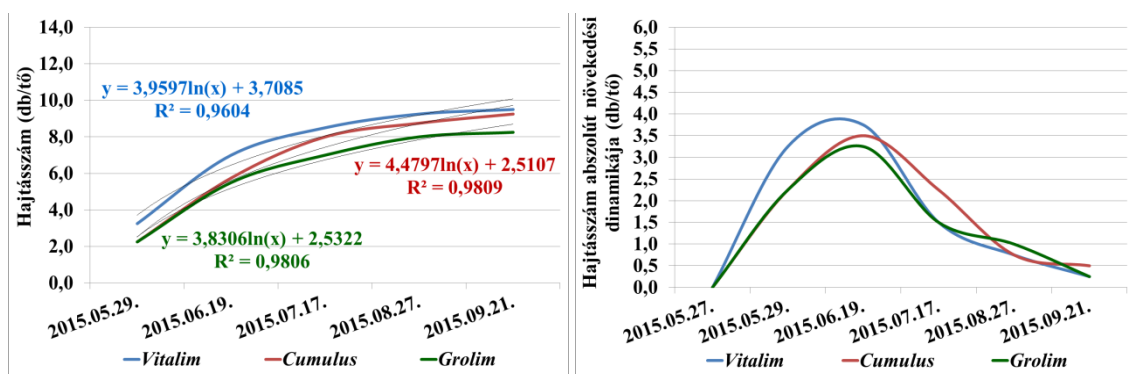 Hajtásszám (db/tő)
14,0
12,0
10,0
8,0
6,0
4,0
2,0
0,0
y = 3,9597ln(x) + 3,7085
R² = 0,9604
y = 4,4797ln(x) + 2,5107
R² = 0,9809
y = 3,8306ln(x) + 2,5322
R² = 0,9806
2015.05.29.
2015.06.19.
2015.07.17.
2015.08.27.
2015.09.21.
Vitalim
Cumulus
Grolim
Hajtásszám abszolút növekedési
dinamikája (db/tő)
6,0
5,5
5,0
4,5
4,0
3,5
3,0
2,5
2,0
1,5
1,0
0,5
0,0
2015.05.27.
2015.05.29.
2015.06.19.
2015.07.17.
2015.08.27.
2015.09.21.
Vitalim
Cumulus
Grolim